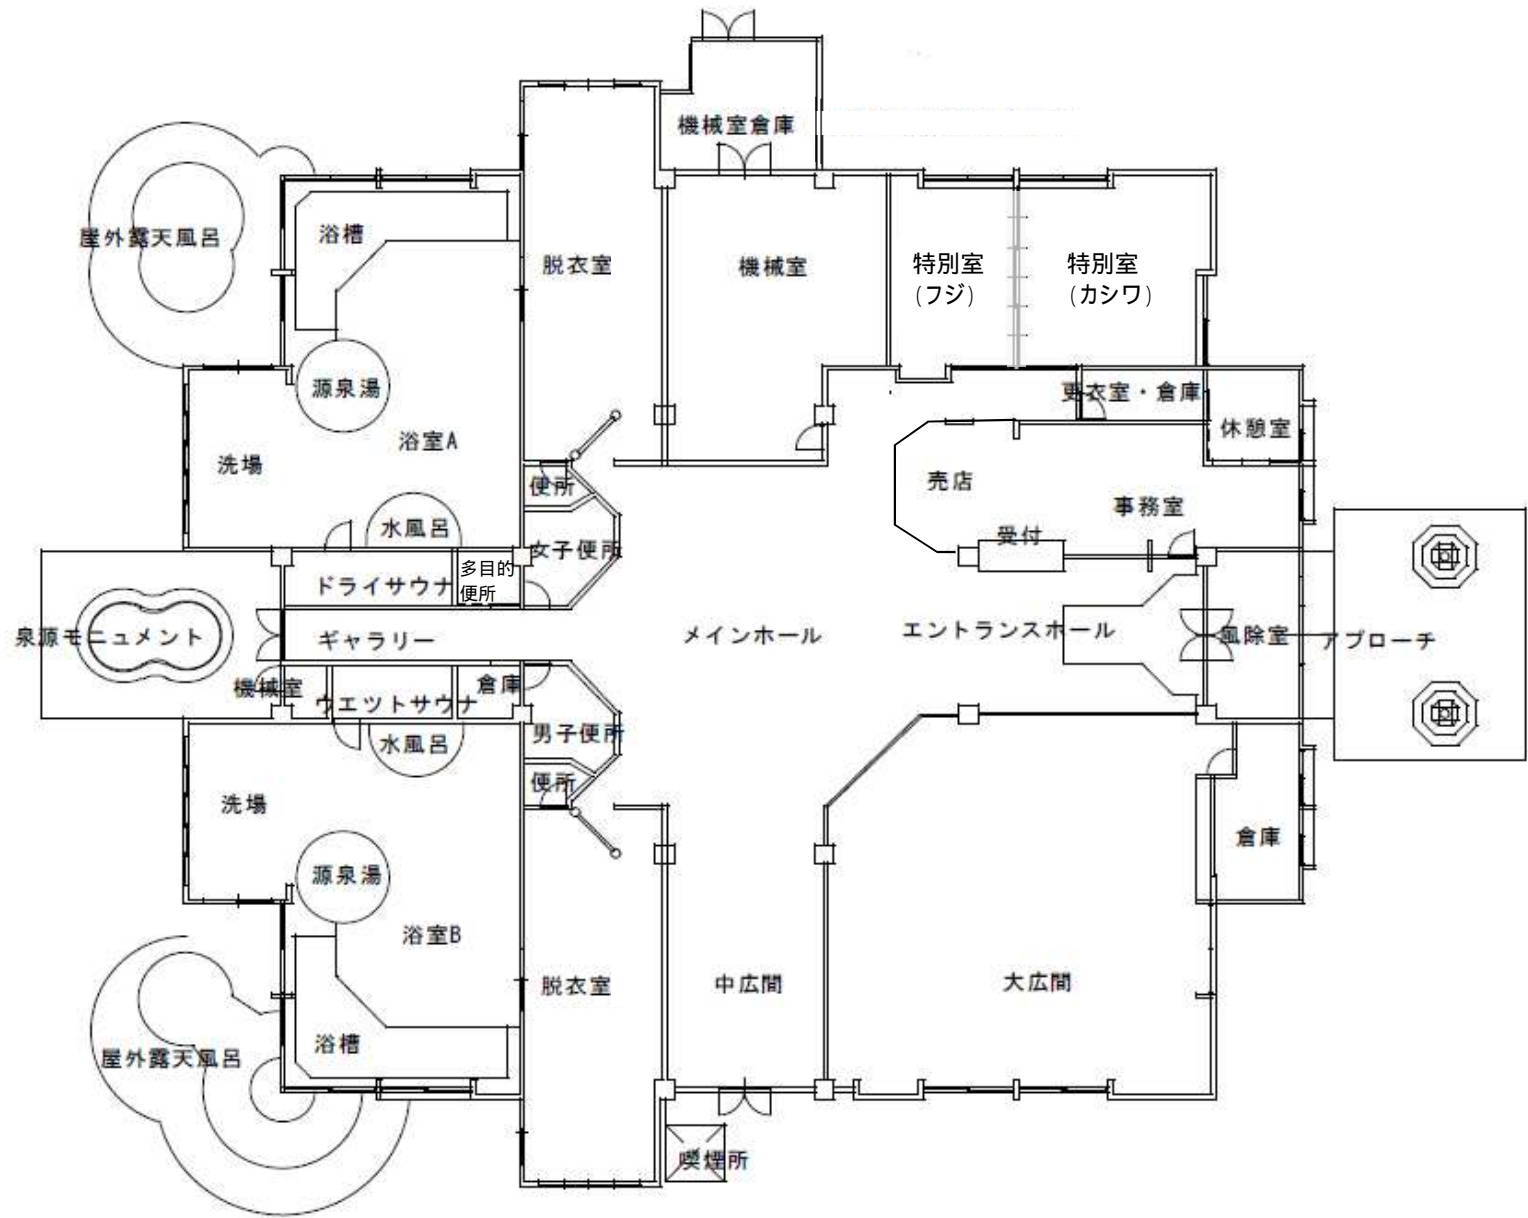 機械室倉庫
屋外露天風呂
浴槽
脱衣室
機械室
特別室
(フジ)
特別室
(カシワ)
源泉湯
更衣室・倉庫
浴室A
休憩室
洗場
売店
便所
事務室
水風呂
受付
女子便所
ドライサウナ
多目的
便所
泉源モニュメント
ギャラリー
メインホール
エントランスホール
風除室
アプローチ
機械室
倉庫
ウエツトサウナ
男子便所
水風呂
便所
洗場
倉庫
源泉湯
浴室B
脱衣室
中広間
大広間
浴槽
屋外露天風呂
喫煙所